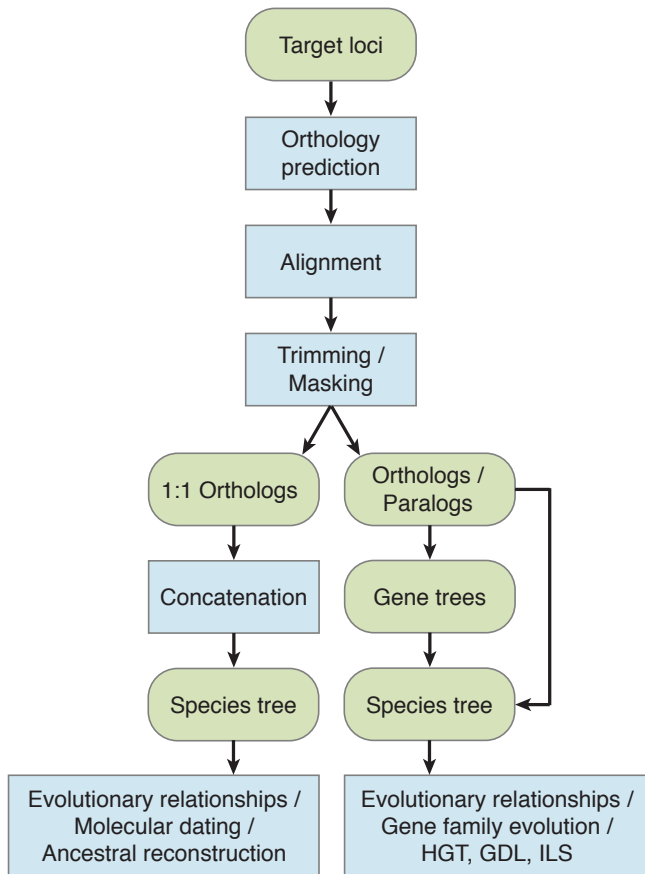 Target loci
Orthology
prediction
Alignment
Trimming /
Masking
1:1 Orthologs
Orthologs /
Paralogs
Concatenation
Gene trees
Species tree
Species tree
Evolutionary relationships /
Molecular dating /
Ancestral reconstruction
Evolutionary relationships /
Gene family evolution /
HGT, GDL, ILS